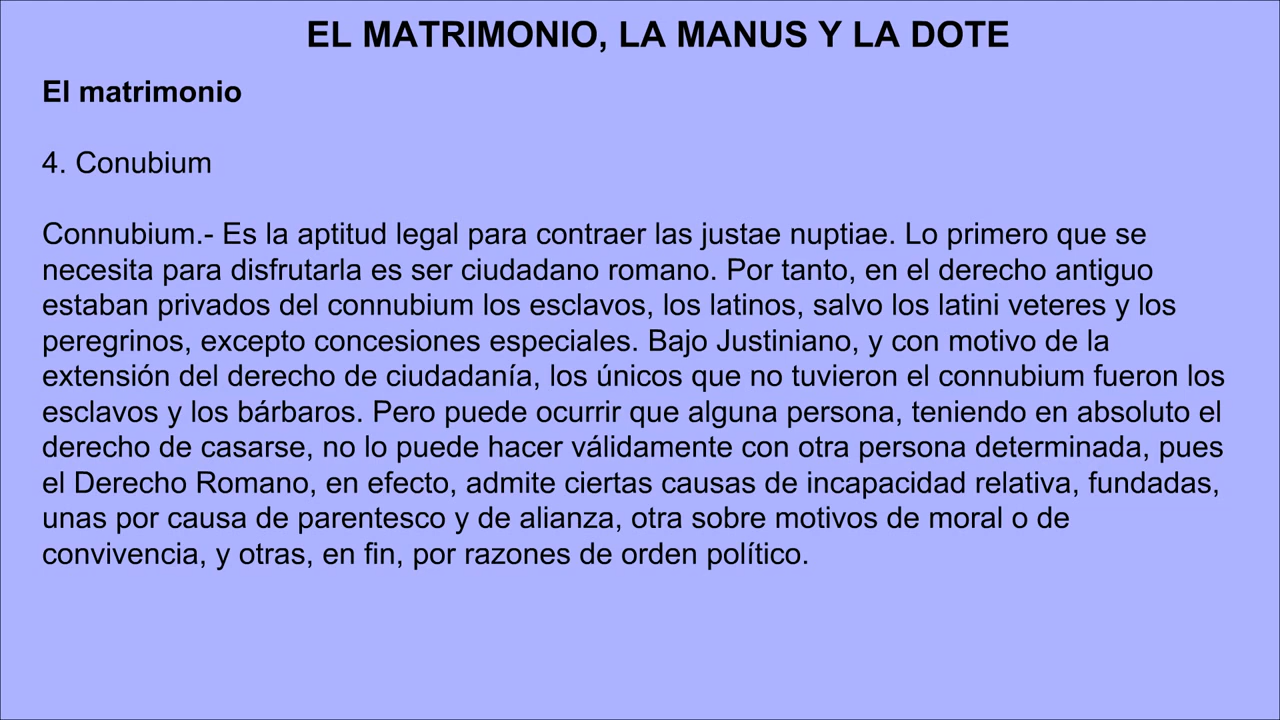 EL MATRIMONIO, LA MANUS Y LA DOTE
El matrimonio
4. Conubium
Connubium.- Es la aptitud legal para contraer las justae nuptiae. Lo primero que se
necesita para disfrutarla es ser ciudadano romano. Por tanto, en el derecho antiguo
estaban privados del connubium los esclavos, los latinos, salvo los latini veteres y los
peregrinos, excepto concesiones especiales. Bajo Justiniano, y con motivo de la
extensión del derecho de ciudadanía, los únicos que no tuvieron el connubium fueron los
esclavos y los bárbaros. Pero puede ocurrir que alguna persona, teniendo en absoluto el
derecho de casarse, no lo puede hacer válidamente con otra persona determinada, pues
el Derecho Romano, en efecto, admite ciertas causas de incapacidad relativa, fundadas,
unas por causa de parentesco y de alianza, otra sobre motivos de moral o de
convivencia, y otras, en fin, por razones de orden político.